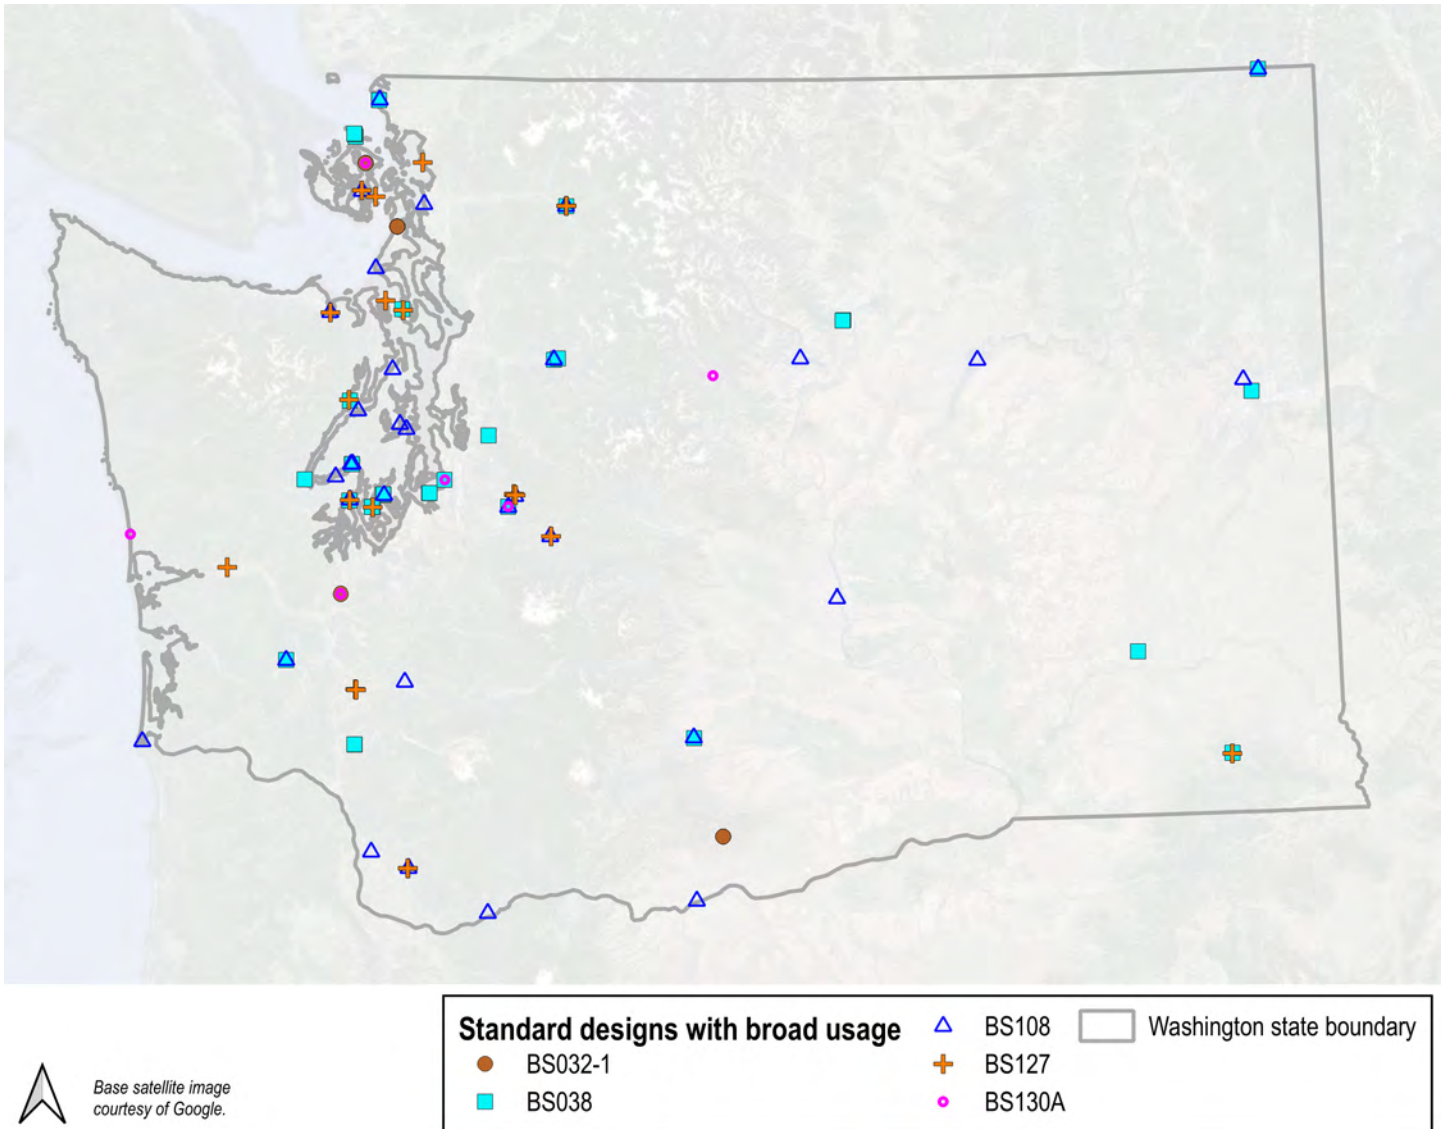 Standard designs with broad usage
BS032-1
BS038
BS108
BS127
BS130A
Washington state boundary
Base satellite image
courtesy of Google.